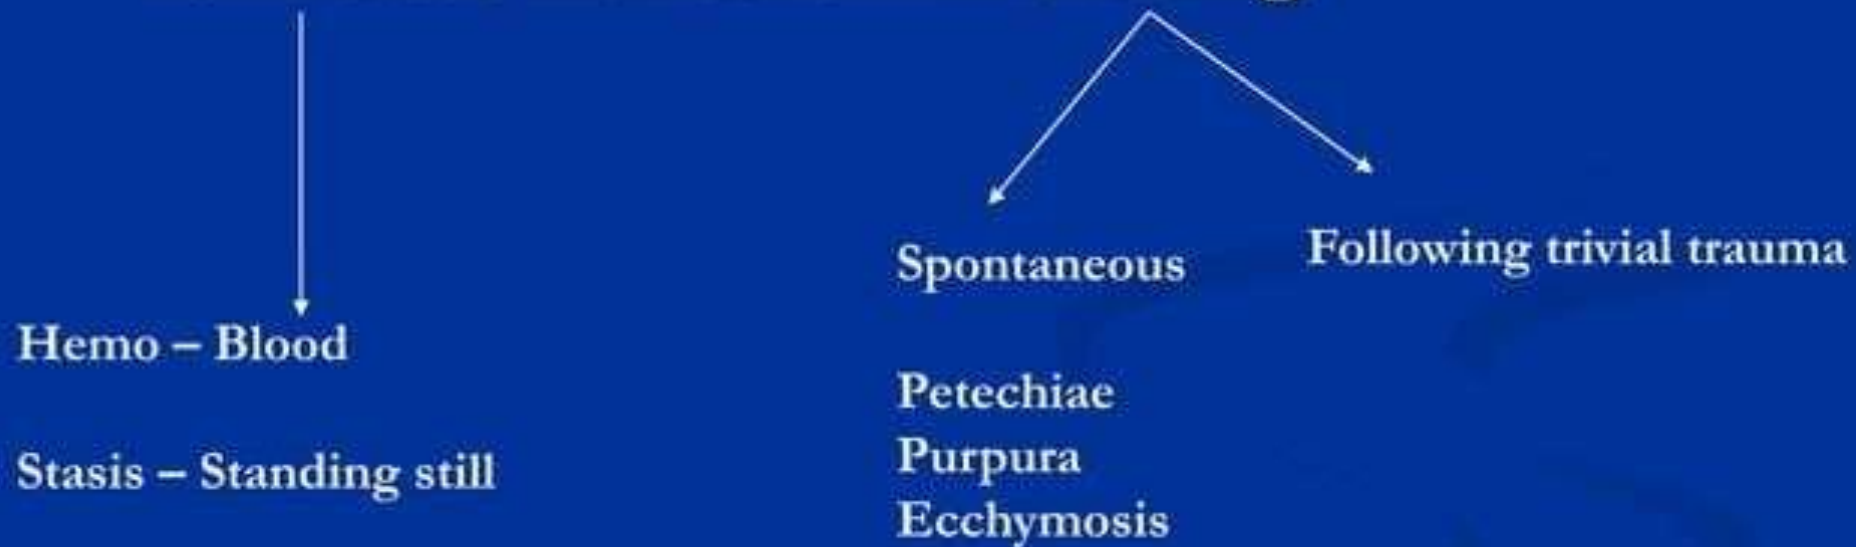 Hemo – Blood
Stasis – Standing still
Spontaneous
Following trivial trauma
Petechiae
Purpura
Ecchymosis